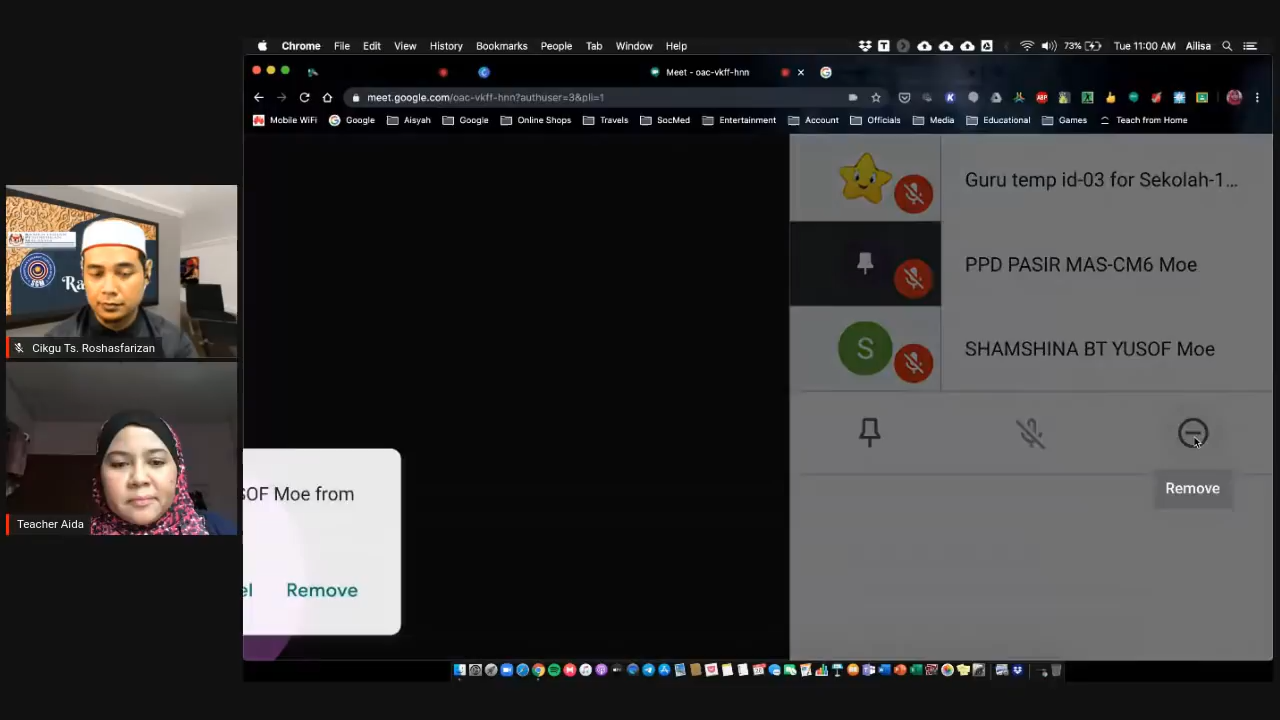 Chrome File Edit View History Bookmarks People Tab Window Help 73% Tue 11:00 AM Ailisa
Meet - oac-vkff-hnn
meet.google.com/oac-vkff-hnn?authuser=3&pli=1
Mobile WiFi Google Aisyah Google Online Shops Travels SocMed Entertainment Account Officials Media Educational Games Teach from Home
Guru temp id-03 for Sekolah-1...
PPD PASIR MAS-CM6 Moe
S
SHAMSHINA BT YUSOF Moe
Remove
SOF Moe from
el Remove
Ra
SGM
Cikgu Ts. Roshasfarizan
Teacher Aida